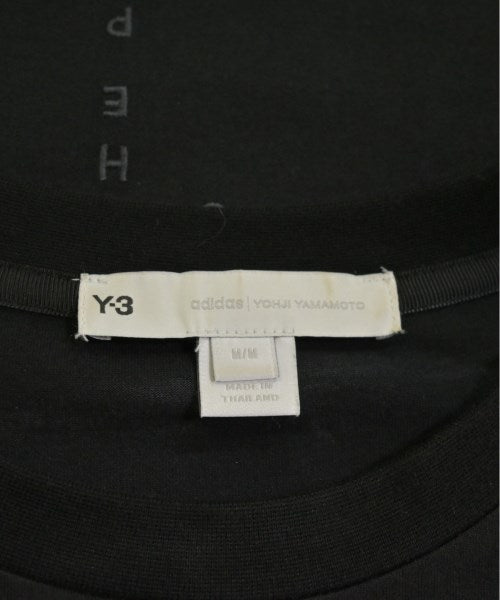 P
E
H
Y-3 adidas | YOHJI YAMAMOTO
M/M
MADE IN
THAILAND